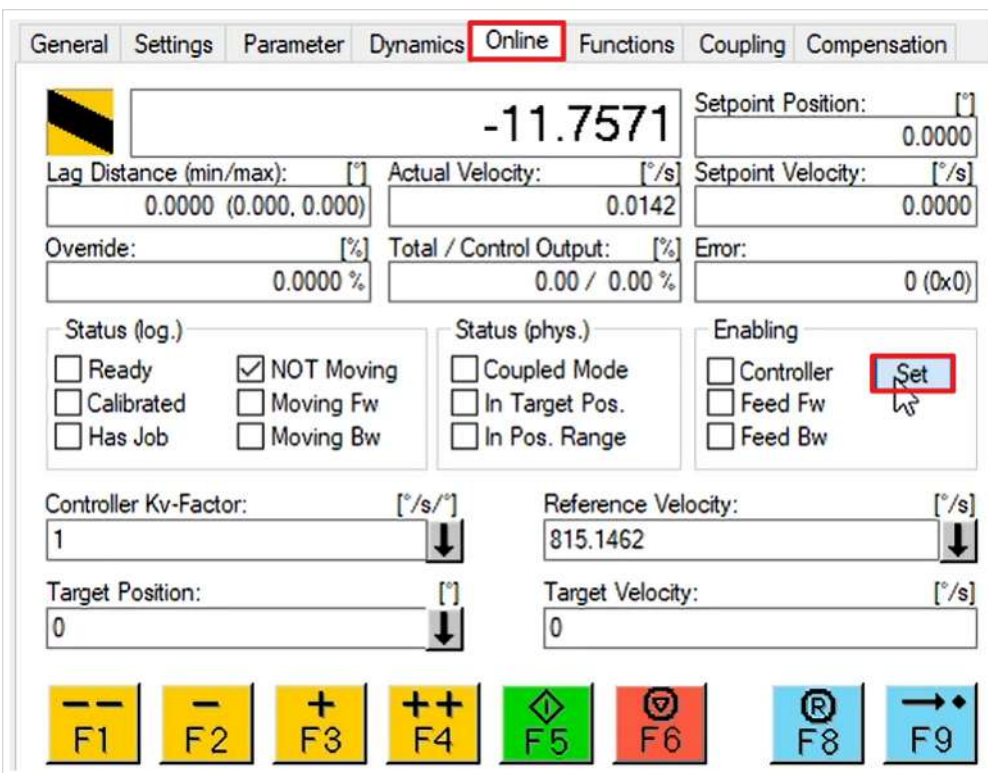 General Settings Parameter Dynamics Online Functions Coupling Compensation
-11.7571
Setpoint Position: [°]
0.0000
Lag Distance (min/max): [°] Actual Velocity: [°/s] Setpoint Velocity: [°/s]
0.0000 (0.000, 0.000) 0.0142 0.0000
Override: [%] Total / Control Output: [%] Error:
0.0000 % 0.00 / 0.00 % 0 (0x0)
Status (log.) Status (phys.) Enabling
Ready NOT Moving Coupled Mode Controller Set
Calibrated Moving Fw In Target Pos. Feed Fw
Has Job Moving Bw In Pos. Range Feed Bw
Controller Kv-Factor: [°/s/°] Reference Velocity: [°/s]
1 815.1462
Target Position: [°] Target Velocity: [°/s]
0 0
-- - + ++
F1 F2 F3 F4 F5 F6 F8 F9